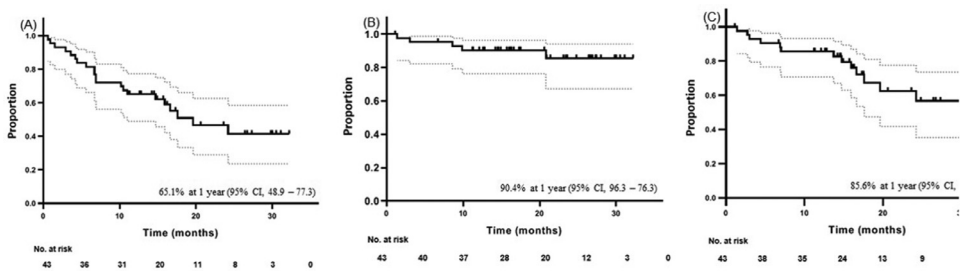 (A)
Proportion
1.0
0.8
0.6
0.4
0.2
0.0
65.1% at 1 year (95% CI, 48.9 – 77.3)
0 10 20 30
Time (months)
No. at risk
43 36 31 20 11 8 3 0
(B)
Proportion
1.0
0.8
0.6
0.4
0.2
0.0
90.4% at 1 year (95% CI, 96.3 – 76.3)
0 10 20 30
Time (months)
No. at risk
43 40 37 28 20 13 3 0
(C)
Proportion
1.0
0.8
0.6
0.4
0.2
0.0
85.6% at 1 year (95% CI,
0 10 20
Time (months)
No. at risk
43 38 35 24 13 9